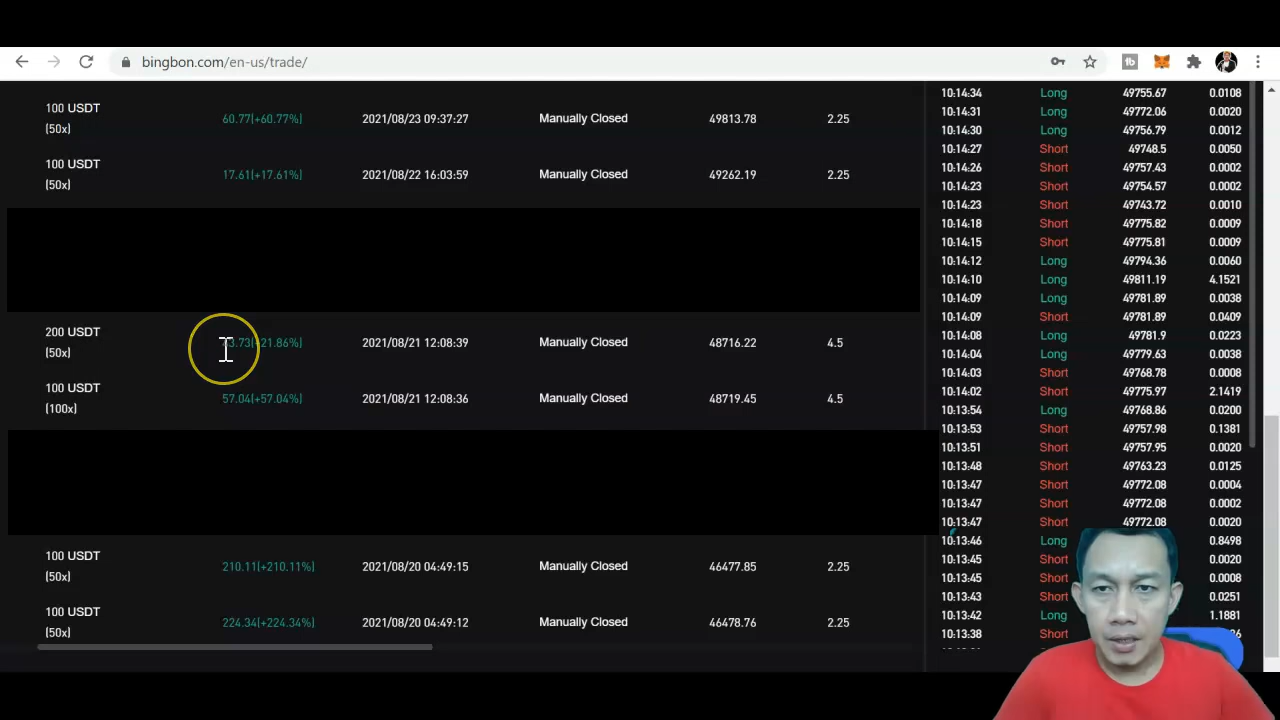 bingbon.com/en-us/trade/
100 USDT
(50x)
60.77(+60.77%) 2021/08/23 09:37:27 Manually Closed 49813.78 2.25
100 USDT
(50x)
17.61(+17.61%) 2021/08/22 16:03:59 Manually Closed 49262.19 2.25
200 USDT
(50x)
3.73(+21.86%) 2021/08/21 12:08:39 Manually Closed 48716.22 4.5
100 USDT
(100x)
57.04(+57.04%) 2021/08/21 12:08:36 Manually Closed 48719.45 4.5
100 USDT
(50x)
210.11(+210.11%) 2021/08/20 04:49:15 Manually Closed 46477.85 2.25
100 USDT
(50x)
224.34(+224.34%) 2021/08/20 04:49:12 Manually Closed 46478.76 2.25
10:14:34 Long 49755.67 0.0108
10:14:31 Long 49772.06 0.0020
10:14:30 Long 49756.79 0.0012
10:14:27 Short 49748.5 0.0050
10:14:26 Short 49757.43 0.0002
10:14:23 Short 49754.57 0.0002
10:14:23 Short 49743.72 0.0010
10:14:18 Short 49775.82 0.0009
10:14:15 Short 49775.81 0.0009
10:14:12 Long 49794.36 0.0060
10:14:10 Long 49811.19 4.1521
10:14:09 Long 49781.89 0.0038
10:14:09 Short 49781.89 0.0409
10:14:08 Long 49781.9 0.0223
10:14:04 Long 49779.63 0.0038
10:14:03 Short 49768.78 0.0008
10:14:02 Short 49775.97 2.1419
10:13:54 Long 49768.86 0.0200
10:13:53 Short 49757.98 0.1381
10:13:51 Short 49757.95 0.0020
10:13:48 Short 49763.23 0.0125
10:13:47 Short 49772.08 0.0004
10:13:47 Short 49772.08 0.0002
10:13:47 Short 49772.08 0.0020
10:13:46 Long 0.8498
10:13:45 Short 0.0020
10:13:45 Short 0.0008
10:13:43 Short 0.0251
10:13:42 Long 1.1881
10:13:38 Short